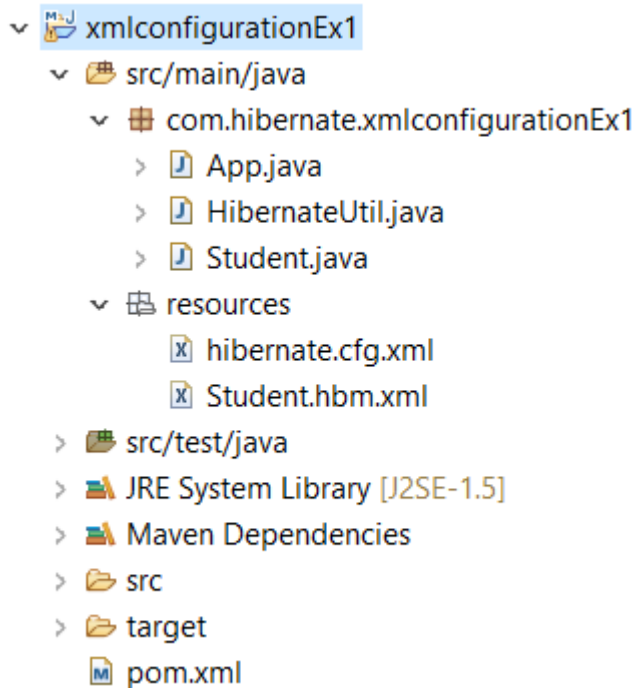 xmlconfigurationEx1
src/main/java
com.hibernate.xmlconfigurationEx1
App.java
HibernateUtil.java
Student.java
resources
hibernate.cfg.xml
Student.hbm.xml
src/test/java
JRE System Library [J2SE-1.5]
Maven Dependencies
src
target
pom.xml